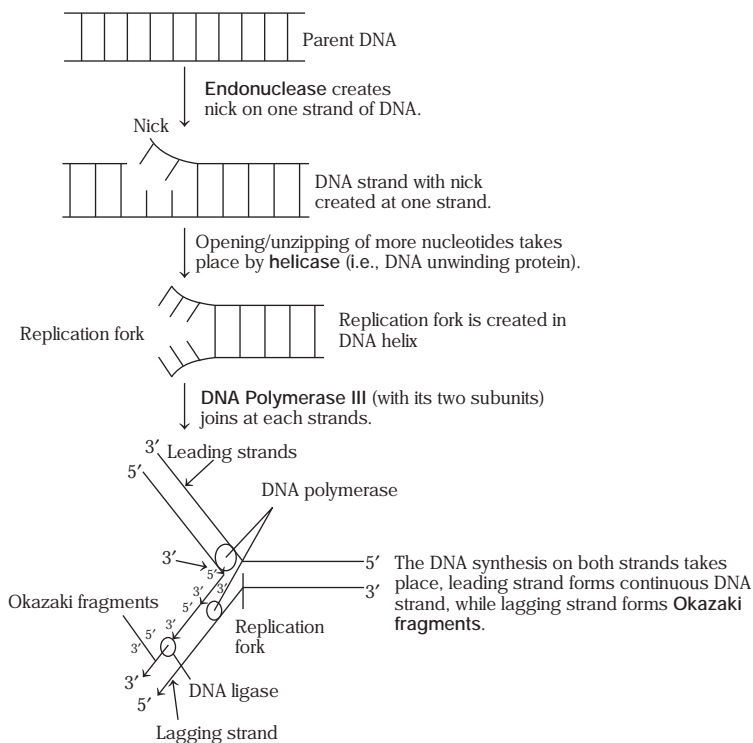 Parent DNA
Endonuclease creates
nick on one strand of DNA.
Nick
DNA strand with nick
created at one strand.
Opening/unzipping of more nucleotides takes
place by helicase (i.e., DNA unwinding protein).
Replication fork
Replication fork is created in
DNA helix
DNA Polymerase III (with its two subunits)
joins at each strands.
3′
Leading strands
5′
DNA polymerase
3′
5′
5′
The DNA synthesis on both strands takes
place, leading strand forms continuous DNA
strand, while lagging strand forms Okazaki
fragments.
3′
3′
3′
5′
Okazaki fragments
3′
5′
3′
Replication
fork
3′
DNA ligase
5′
Lagging strand